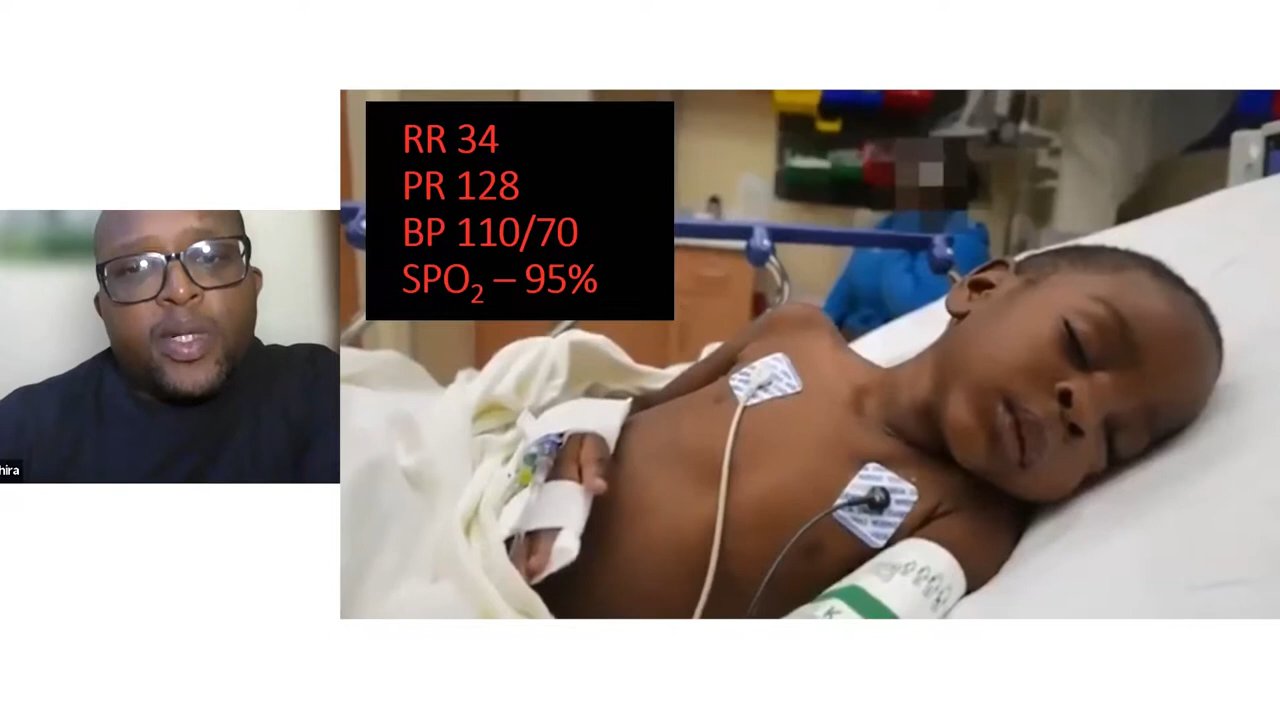 RR 34
PR 128
BP 110/70
SPO₂ – 95%
hira